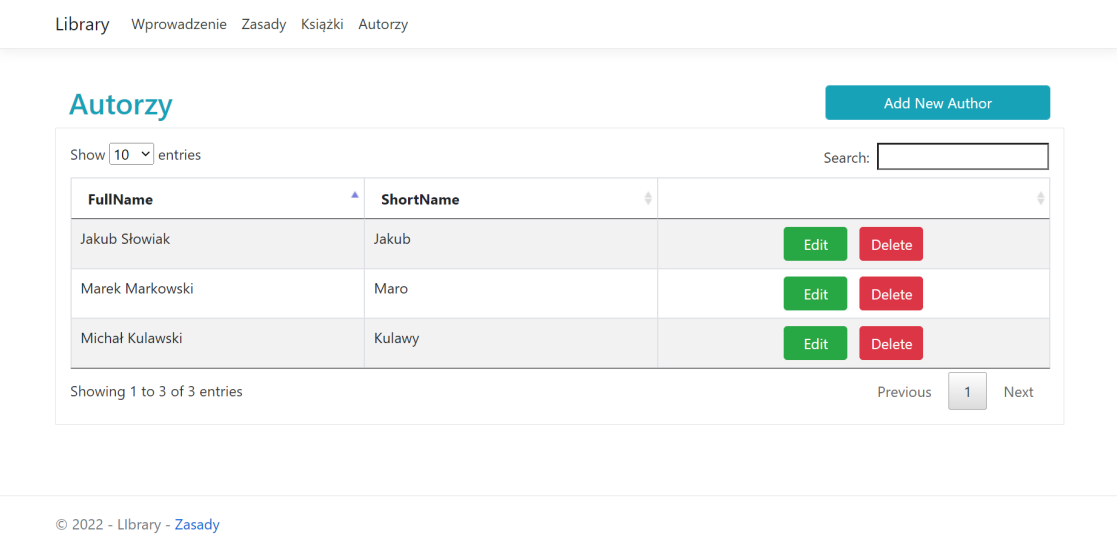 Library Wprowadzenie Zasady Książki Autorzy
Autorzy
Add New Author
Show 10 entries
Search:
FullName ShortName
Jakub Słowiak Jakub Edit Delete
Marek Markowski Maro Edit Delete
Michał Kulawski Kulawy Edit Delete
Showing 1 to 3 of 3 entries
Previous 1 Next
© 2022 - LIbrary - Zasady